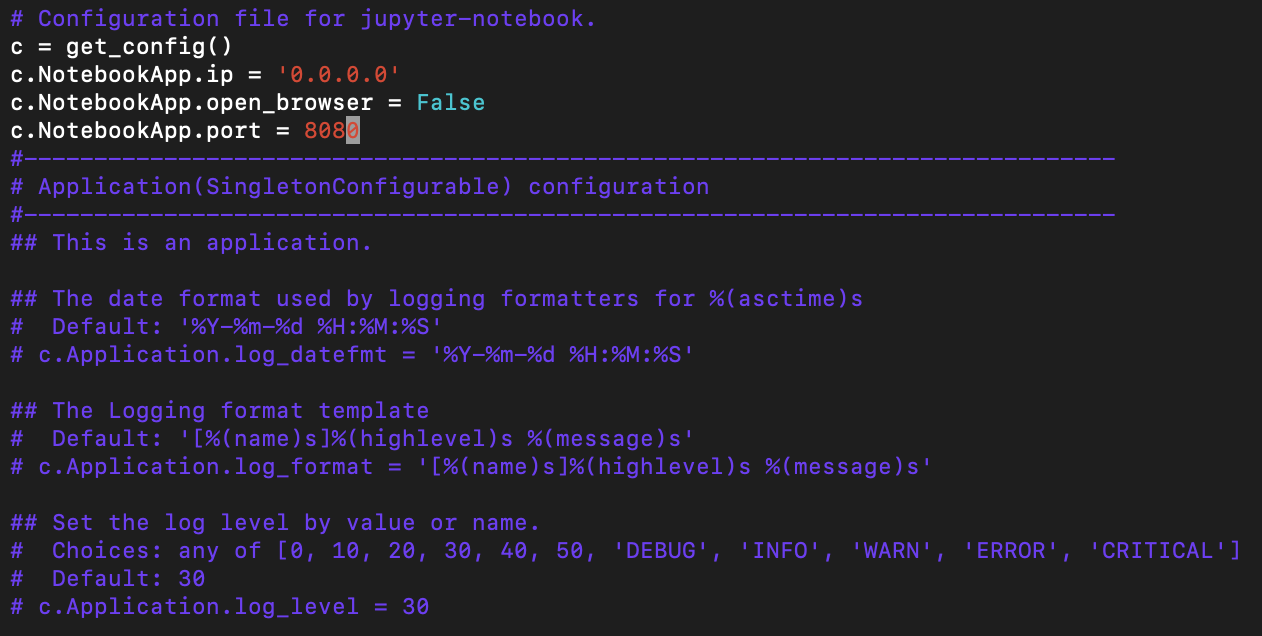 # Configuration file for jupyter-notebook.
c = get_config()
c.NotebookApp.ip = '0.0.0.0'
c.NotebookApp.open_browser = False
c.NotebookApp.port = 8080
#------------------------------------------------------------------------------
# Application(SingletonConfigurable) configuration
#------------------------------------------------------------------------------
## This is an application.

## The date format used by logging formatters for %(asctime)s
#  Default: '%Y-%m-%d %H:%M:%S'
# c.Application.log_datefmt = '%Y-%m-%d %H:%M:%S'

## The Logging format template
#  Default: '[%(name)s]%(highlevel)s %(message)s'
# c.Application.log_format = '[%(name)s]%(highlevel)s %(message)s'

## Set the log level by value or name.
#  Choices: any of [0, 10, 20, 30, 40, 50, 'DEBUG', 'INFO', 'WARN', 'ERROR', 'CRITICAL']
#  Default: 30
# c.Application.log_level = 30